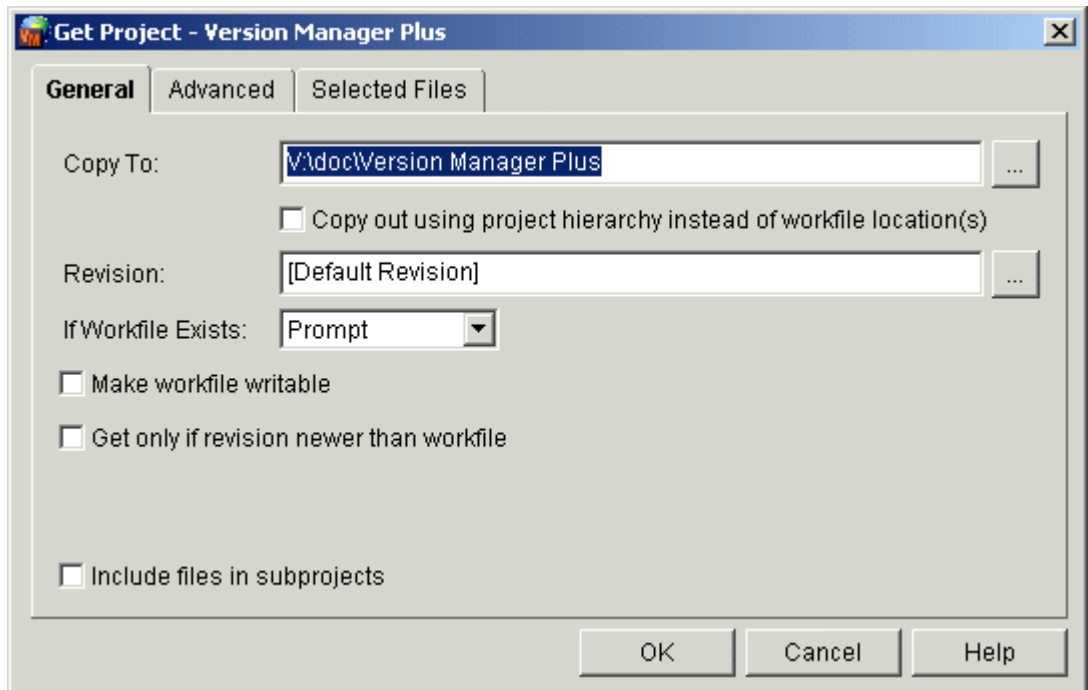 Get Project - Version Manager Plus
General Advanced Selected Files
Copy To: V:\doc\Version Manager Plus ...
Copy out using project hierarchy instead of workfile location(s)
Revision: [Default Revision] ...
If Workfile Exists: Prompt
Make workfile writable
Get only if revision newer than workfile
Include files in subprojects
OK Cancel Help